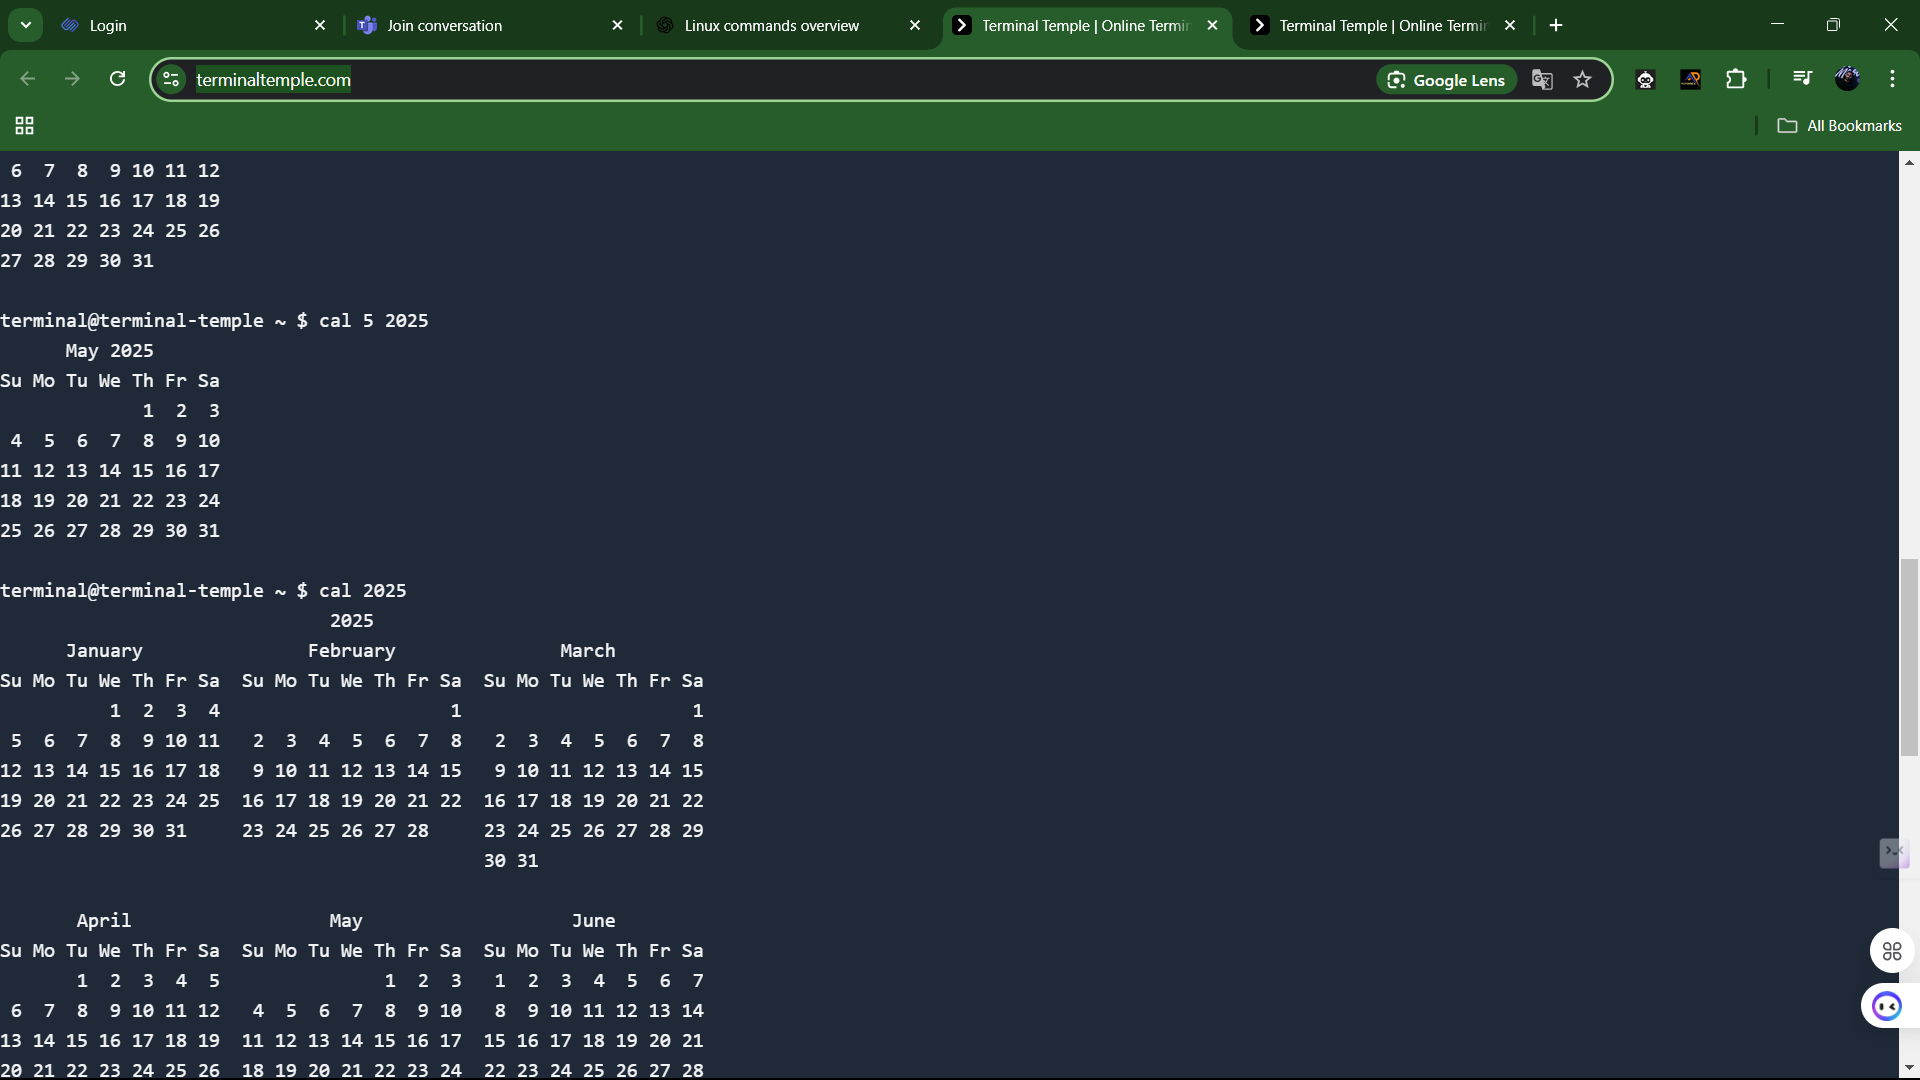 Login
Join conversation
Linux commands overview
Terminal Temple | Online Termin
Terminal Temple | Online Termin
terminaltemple.com
Google Lens
All Bookmarks
 6  7  8  9 10 11 12
13 14 15 16 17 18 19
20 21 22 23 24 25 26
27 28 29 30 31
terminal@terminal-temple ~ $ cal 5 2025
      May 2025
Su Mo Tu We Th Fr Sa
             1  2  3
 4  5  6  7  8  9 10
11 12 13 14 15 16 17
18 19 20 21 22 23 24
25 26 27 28 29 30 31
terminal@terminal-temple ~ $ cal 2025
                              2025
      January               February               March
Su Mo Tu We Th Fr Sa  Su Mo Tu We Th Fr Sa  Su Mo Tu We Th Fr Sa
          1  2  3  4                     1                     1
 5  6  7  8  9 10 11   2  3  4  5  6  7  8   2  3  4  5  6  7  8
12 13 14 15 16 17 18   9 10 11 12 13 14 15   9 10 11 12 13 14 15
19 20 21 22 23 24 25  16 17 18 19 20 21 22  16 17 18 19 20 21 22
26 27 28 29 30 31     23 24 25 26 27 28     23 24 25 26 27 28 29
                                            30 31
       April                  May                   June
Su Mo Tu We Th Fr Sa  Su Mo Tu We Th Fr Sa  Su Mo Tu We Th Fr Sa
       1  2  3  4  5               1  2  3   1  2  3  4  5  6  7
 6  7  8  9 10 11 12   4  5  6  7  8  9 10   8  9 10 11 12 13 14
13 14 15 16 17 18 19  11 12 13 14 15 16 17  15 16 17 18 19 20 21
20 21 22 23 24 25 26  18 19 20 21 22 23 24  22 23 24 25 26 27 28